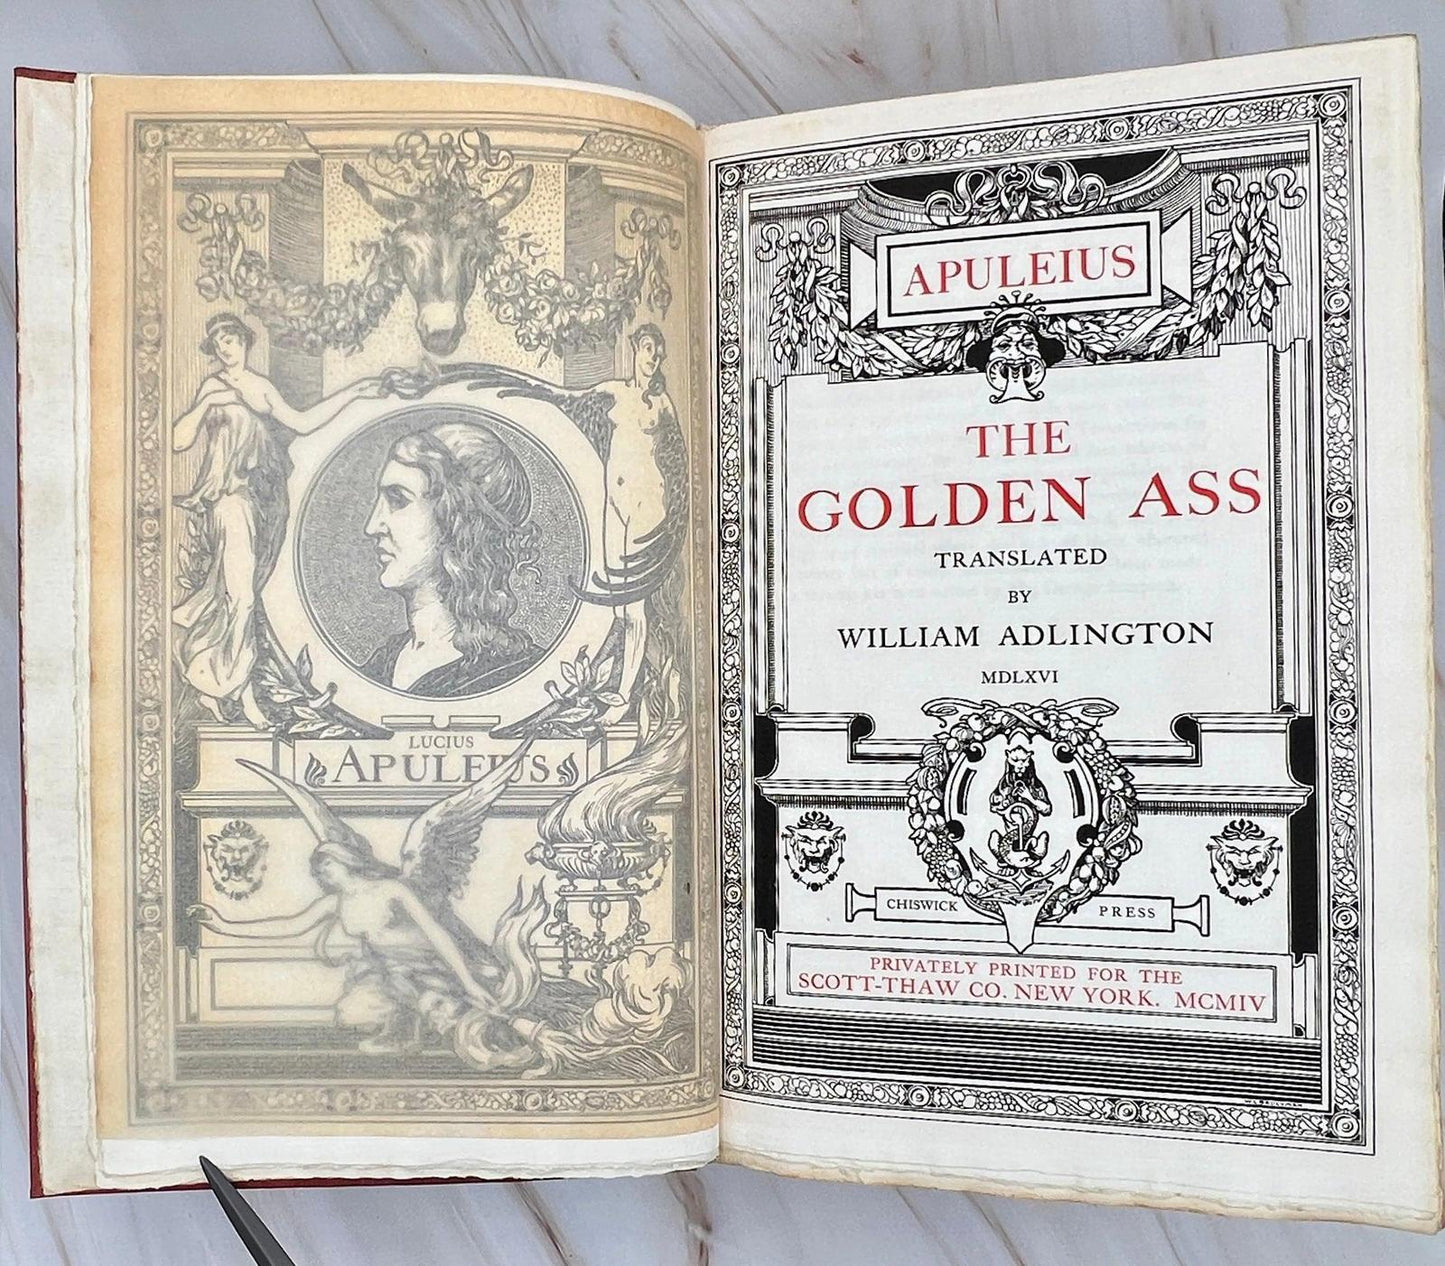 LUCIUS
APULEIUS
APULEIUS
THE
GOLDEN ASS
TRANSLATED
BY
WILLIAM ADLINGTON
MDLXVI
CHISWICK PRESS
PRIVATELY PRINTED FOR THE
SCOTT-THAW CO. NEW YORK. MCMIV